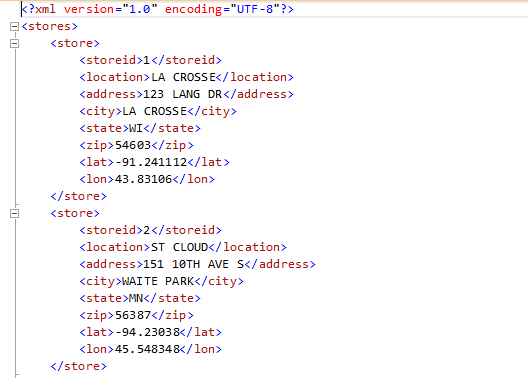 <?xml version="1.0" encoding="UTF-8"?>
<stores>
<store>
<storeid>1</storeid>
<location>LA CROSSE</location>
<address>123 LANG DR</address>
<city>LA CROSSE</city>
<state>WI</state>
<zip>54603</zip>
<lat>-91.241112</lat>
<lon>43.83106</lon>
</store>
<store>
<storeid>2</storeid>
<location>ST CLOUD</location>
<address>151 10TH AVE S</address>
<city>WAITE PARK</city>
<state>MN</state>
<zip>56387</zip>
<lat>-94.23038</lat>
<lon>45.548348</lon>
</store>